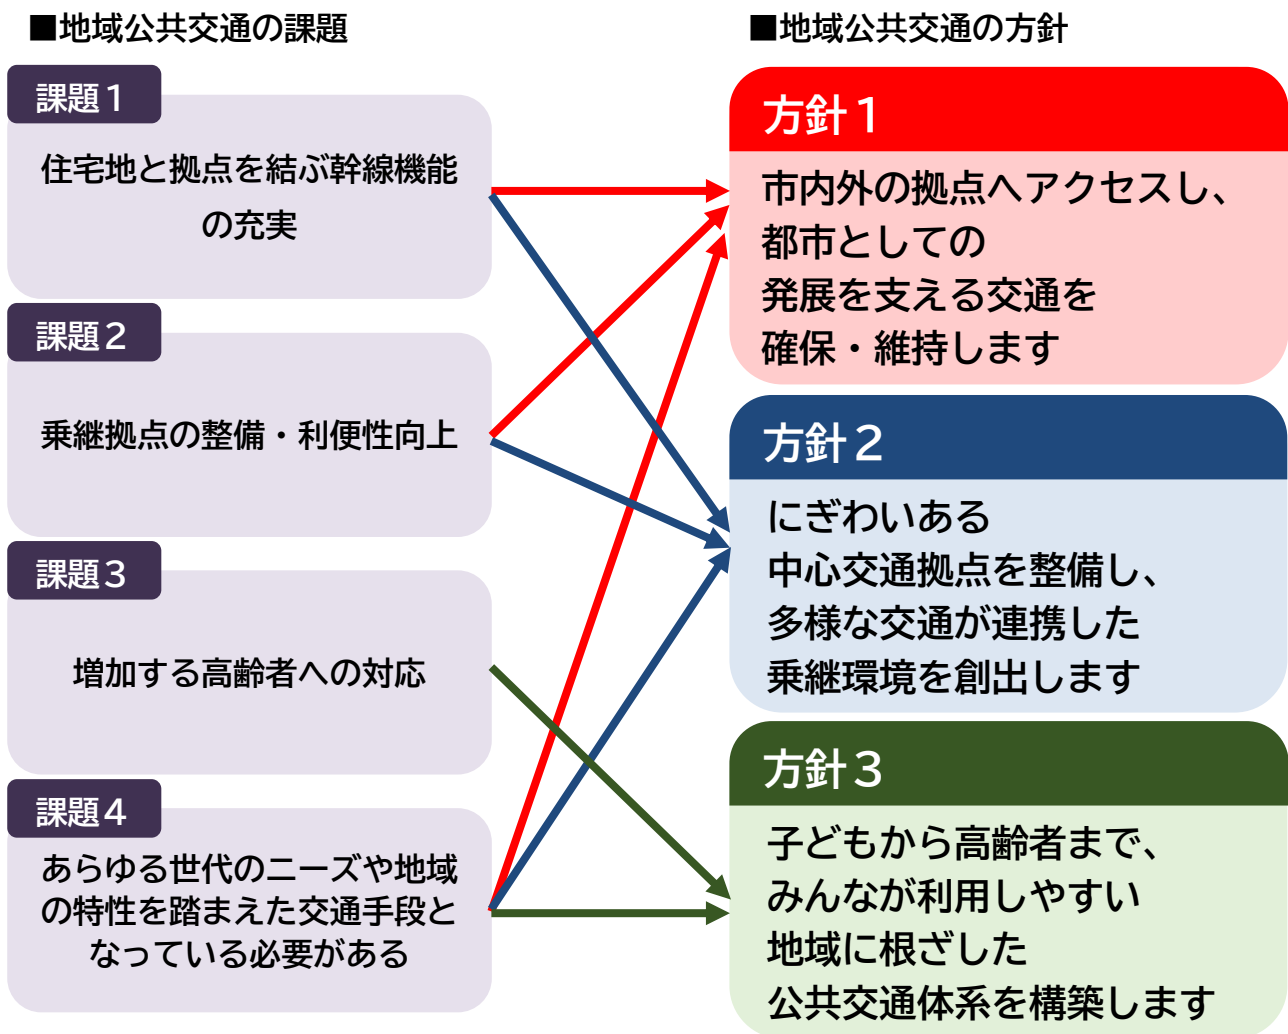 ■地域公共交通の課題
課題1
住宅地と拠点を結ぶ幹線機能
の充実
課題2
乗継拠点の整備・利便性向上
課題3
増加する高齢者への対応
課題4
あらゆる世代のニーズや地域
の特性を踏まえた交通手段と
なっている必要がある
■地域公共交通の方針
方針1
市内外の拠点へアクセスし、
都市としての
発展を支える交通を
確保・維持します
方針2
にぎわいある
中心交通拠点を整備し、
多様な交通が連携した
乗継環境を創出します
方針3
子どもから高齢者まで、
みんなが利用しやすい
地域に根ざした
公共交通体系を構築します